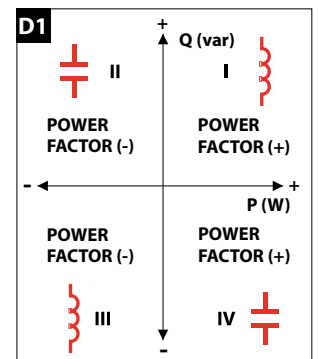 D1
+
Q (var)
II
I
POWER
FACTOR (-)
POWER
FACTOR (+)
-
+
P (W)
POWER
FACTOR (-)
POWER
FACTOR (+)
III
IV
-